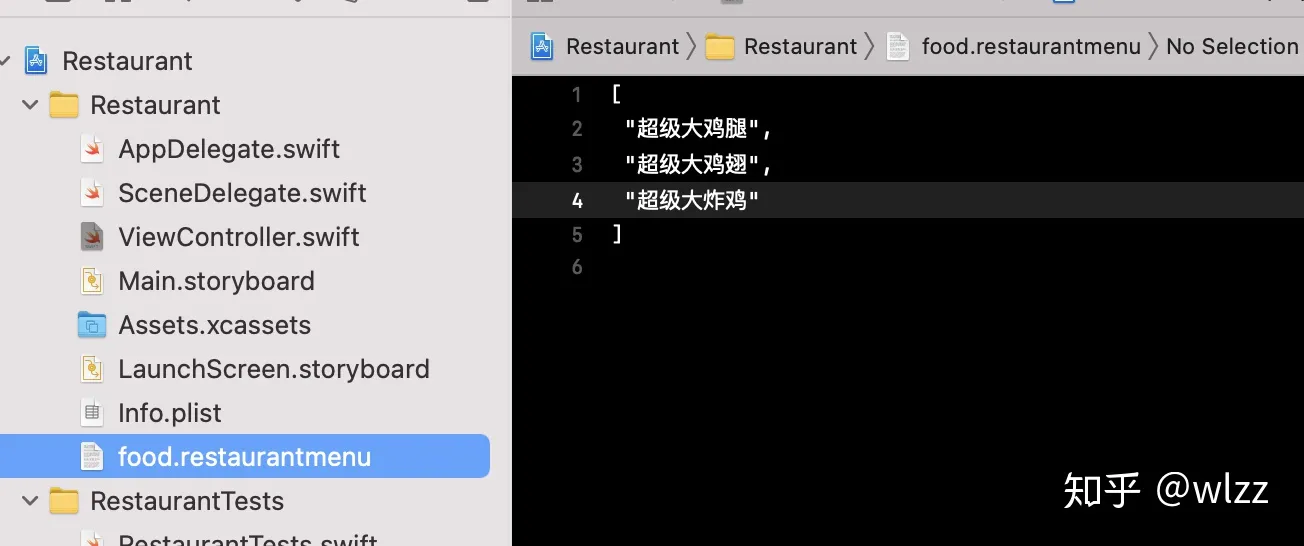 Restaurant
Restaurant
AppDelegate.swift
SceneDelegate.swift
ViewController.swift
Main.storyboard
Assets.xcassets
LaunchScreen.storyboard
Info.plist
food.restaurantmenu
RestaurantTests
RestaurantTests.swift
Restaurant 〉 Restaurant 〉 food.restaurantmenu 〉 No Selection
1 [
2 "超级大鸡腿",
3 "超级大鸡翅",
4 "超级大炸鸡"
5 ]
6
知乎 @wlzz